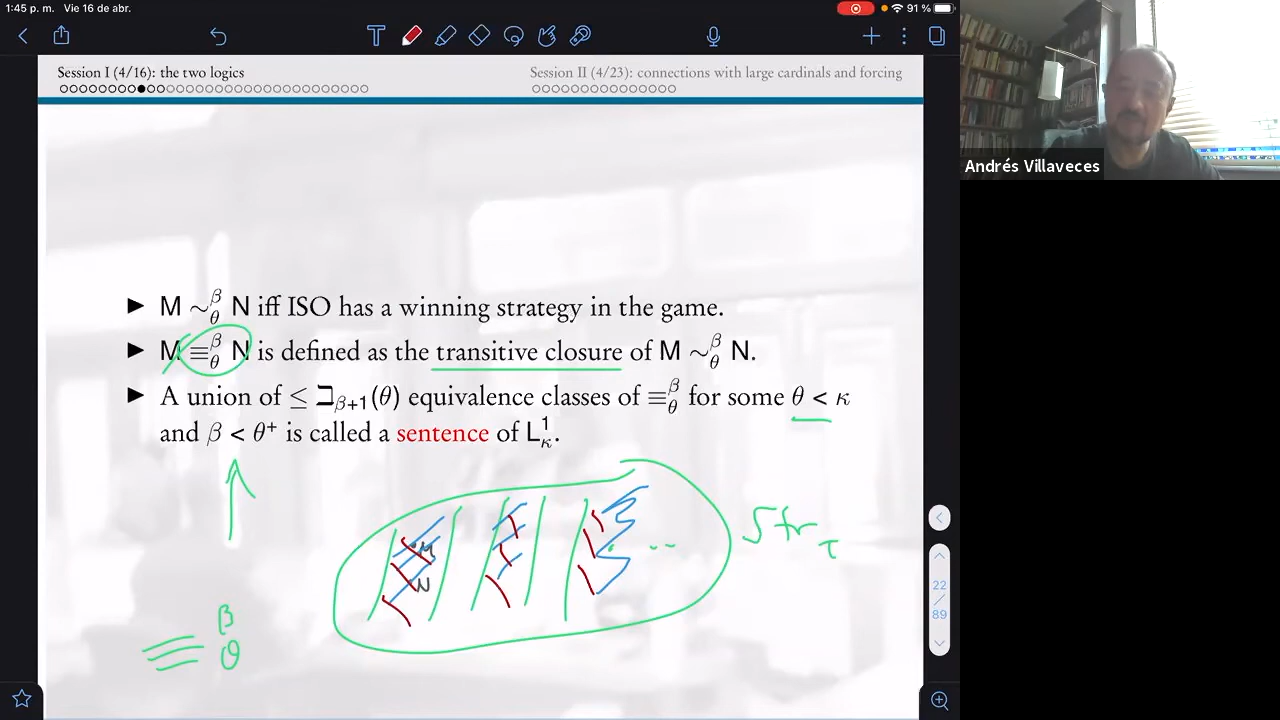 1:45 p. m. Vie 16 de abr.
91 %
Session I (4/16): the two logics
Session II (4/23): connections with large cardinals and forcing
Andrés Villaveces
► M ∼^β_θ N iff ISO has a winning strategy in the game.
► M ≡^β_θ N is defined as the transitive closure of M ∼^β_θ N.
► A union of ≤ ℶ_{β+1}(θ) equivalence classes of ≡^β_θ for some θ < κ
and β < θ⁺ is called a sentence of L^1_κ.
M
N
Str_τ
≡^β_θ
22
/
89